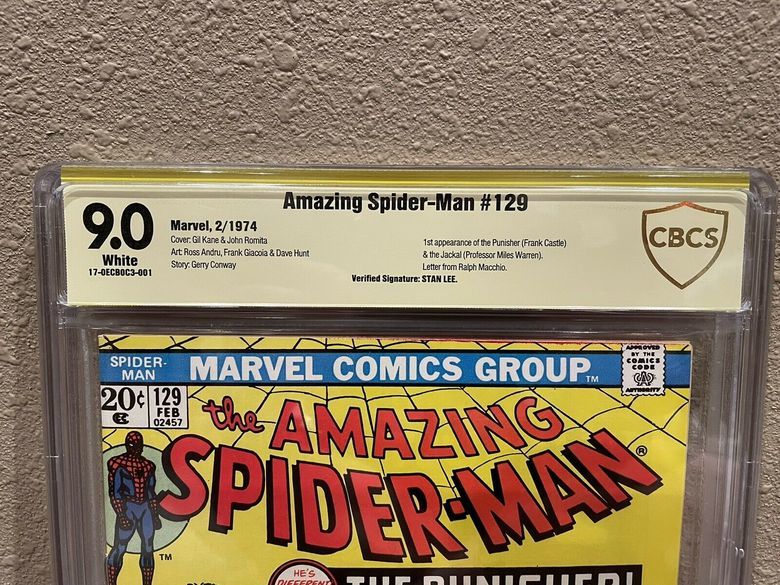 Amazing Spider-Man #129
9.0
White
17-0ECB0C3-001
Marvel, 2/1974
Cover: Gil Kane & John Romita
Art: Ross Andru, Frank Giacoia & Dave Hunt
Story: Gerry Conway
1st appearance of the Punisher (Frank Castle)
& the Jackal (Professor Miles Warren).
Letter from Ralph Macchio.
Verified Signature: STAN LEE.
CBCS
SPIDER-
MAN
MARVEL COMICS GROUP TM
APPROVED
BY THE
COMICS
CODE
AUTHORITY
20¢
129
FEB
02457
the AMAZING
SPIDER-MAN ®
TM
HE'S
DIFFERENT
THE PUNISHER!